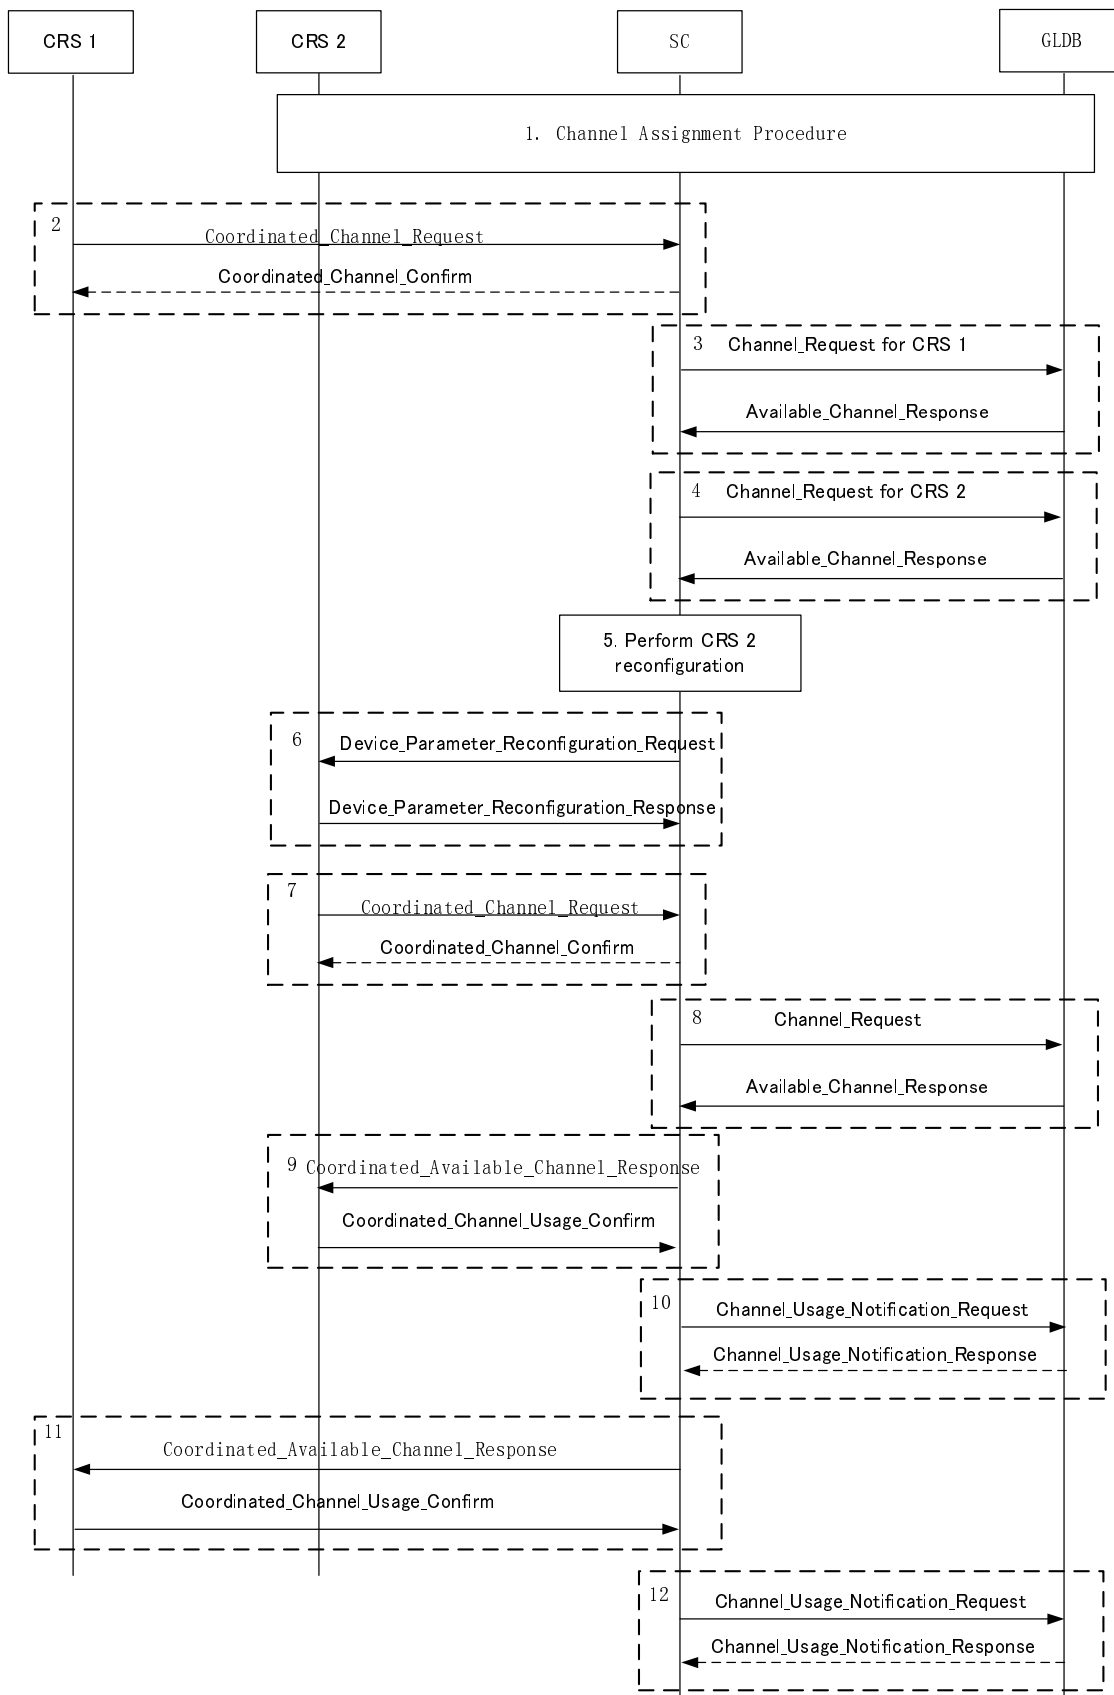 CRS 1
CRS 2
SC
GLDB
1. Channel Assignment Procedure
2
Coordinated_Channel_Request
Coordinated_Channel_Confirm
3
Channel_Request for CRS 1
Available_Channel_Response
4
Channel_Request for CRS 2
Available_Channel_Response
5. Perform CRS 2
reconfiguration
6
Device_Parameter_Reconfiguration_Request
Device_Parameter_Reconfiguration_Response
7
Coordinated_Channel_Request
Coordinated_Channel_Confirm
8
Channel_Request
Available_Channel_Response
9
Coordinated_Available_Channel_Response
Coordinated_Channel_Usage_Confirm
10
Channel_Usage_Notification_Request
Channel_Usage_Notification_Response
11
Coordinated_Available_Channel_Response
Coordinated_Channel_Usage_Confirm
12
Channel_Usage_Notification_Request
Channel_Usage_Notification_Response